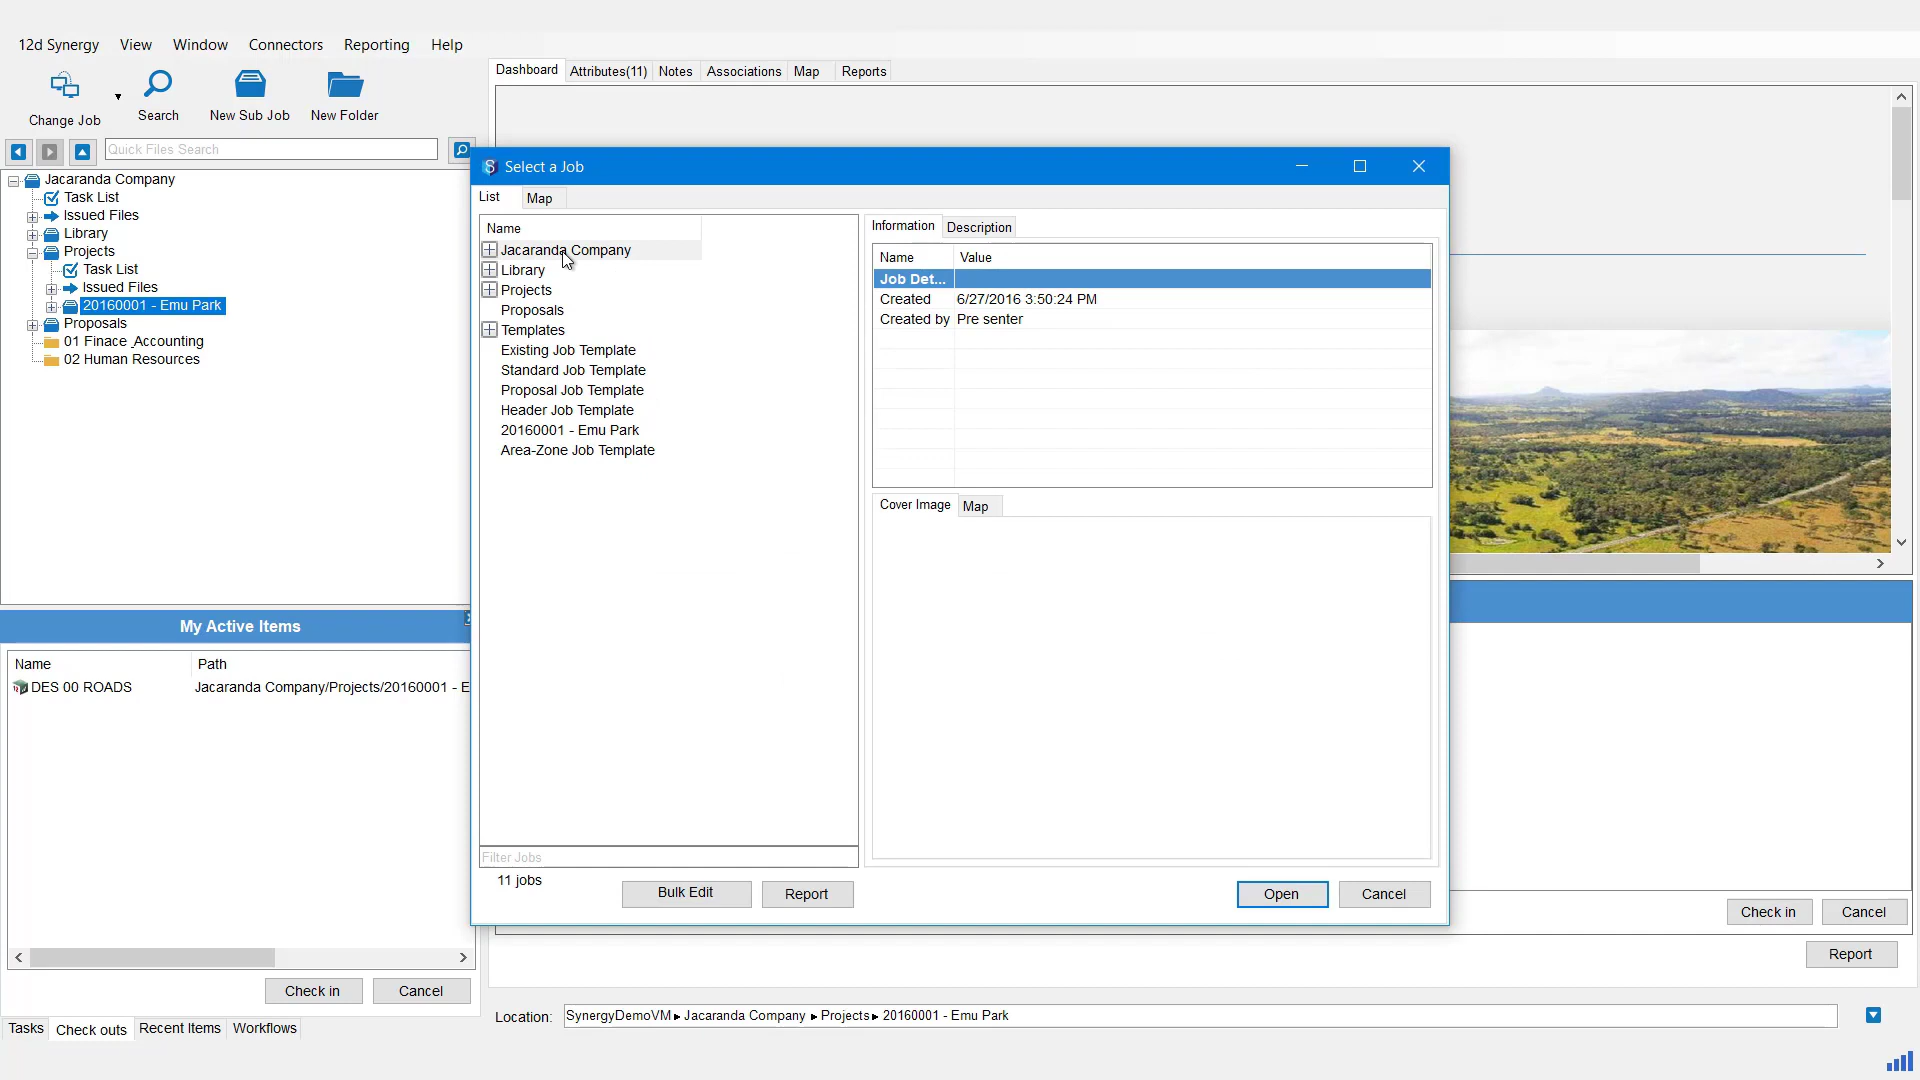 12d Synergy View Window Connectors Reporting Help
Change Job Search New Sub Job New Folder
Quick Files Search
Jacaranda Company
Task List
Issued Files
Library
Projects
Task List
Issued Files
20160001 - Emu Park
Proposals
01 Finace _Accounting
02 Human Resources
My Active Items
Name Path
DES 00 ROADS Jacaranda Company/Projects/20160001 - E
Check in Cancel
Tasks Check outs Recent Items Workflows
Dashboard Attributes(11) Notes Associations Map Reports
Select a Job
List Map
Name
Jacaranda Company
Library
Projects
Proposals
Templates
Existing Job Template
Standard Job Template
Proposal Job Template
Header Job Template
20160001 - Emu Park
Area-Zone Job Template
Filter Jobs
11 jobs
Bulk Edit Report
Information Description
Name Value
Job Det...
Created 6/27/2016 3:50:24 PM
Created by Pre senter
Cover Image Map
Open Cancel
Check in Cancel
Report
Location: SynergyDemoVM ▸ Jacaranda Company ▸ Projects ▸ 20160001 - Emu Park